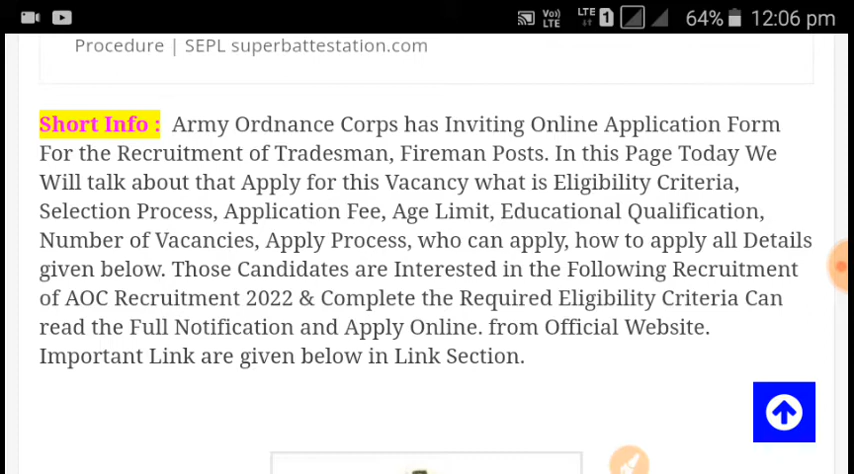 Vo)) LTE LTE 1 64% 12:06 pm
Procedure | SEPL superbattestation.com
Short Info : Army Ordnance Corps has Inviting Online Application Form
For the Recruitment of Tradesman, Fireman Posts. In this Page Today We
Will talk about that Apply for this Vacancy what is Eligibility Criteria,
Selection Process, Application Fee, Age Limit, Educational Qualification,
Number of Vacancies, Apply Process, who can apply, how to apply all Details
given below. Those Candidates are Interested in the Following Recruitment
of AOC Recruitment 2022 & Complete the Required Eligibility Criteria Can
read the Full Notification and Apply Online. from Official Website.
Important Link are given below in Link Section.